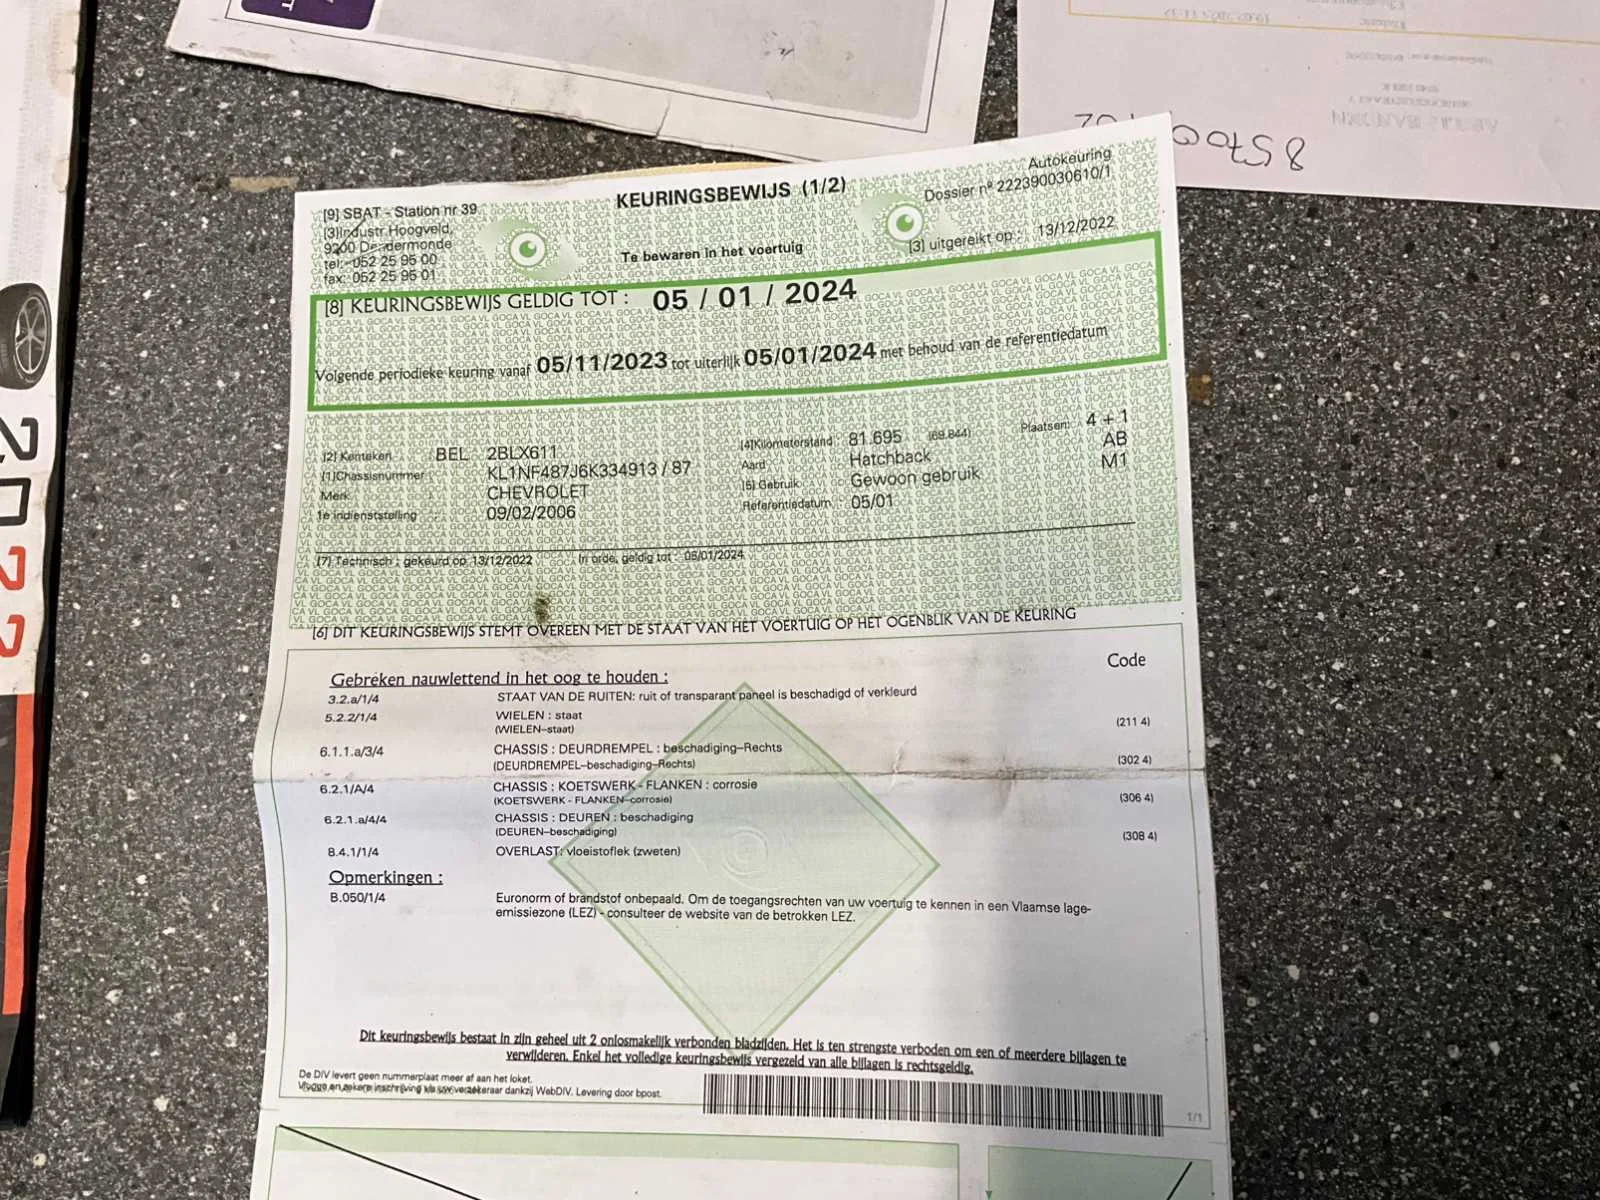 KEURINGSBEWIJS (1/2)
Te bewaren in het voertuig
[9] SBAT - Station nr 39
[3]Industr. Hoogveld,
9200 Dendermonde
tel: 052 25 95 00
fax: 052 25 95 01
Autokeuring
Dossier nº 222390030610/1
[3] uitgereikt op : 13/12/2022
[8] KEURINGSBEWIJS GELDIG TOT : 05 / 01 / 2024
Volgende periodieke keuring vanaf 05/11/2023 tot uiterlijk 05/01/2024 met behoud van de referentiedatum
[2] Kenteken : BEL 2BLX611
[1]Chassisnummer : KL1NF487J6K334913 / 87
Merk : CHEVROLET
1e indienststelling : 09/02/2006
[4]Kilometerstand : 81.695 (69.844)
Aard : Hatchback
[5] Gebruik : Gewoon gebruik
Referentiedatum : 05/01
Plaatsen: 4 + 1
AB
M1
[7] Technisch : gekeurd op 13/12/2022 In orde, geldig tot : 05/01/2024
[6] DIT KEURINGSBEWIJS STEMT OVEREEN MET DE STAAT VAN HET VOERTUIG OP HET OGENBLIK VAN DE KEURING
Code
Gebreken nauwlettend in het oog te houden :
3.2.a/1/4 STAAT VAN DE RUITEN: ruit of transparant paneel is beschadigd of verkleurd
5.2.2/1/4 WIELEN : staat
(WIELEN–staat) (211 4)
6.1.1.a/3/4 CHASSIS : DEURDREMPEL : beschadiging–Rechts
(DEURDREMPEL–beschadiging–Rechts) (302 4)
6.2.1/A/4 CHASSIS : KOETSWERK - FLANKEN : corrosie
(KOETSWERK - FLANKEN–corrosie) (306 4)
6.2.1.a/4/4 CHASSIS : DEUREN : beschadiging
(DEUREN–beschadiging) (308 4)
8.4.1/1/4 OVERLAST: vloeistoflek (zweten)
Opmerkingen :
B.050/1/4 Euronorm of brandstof onbepaald. Om de toegangsrechten van uw voertuig te kennen in een Vlaamse lage-
emissiezone (LEZ) - consulteer de website van de betrokken LEZ.
Dit keuringsbewijs bestaat in zijn geheel uit 2 onlosmakelijk verbonden bladzijden. Het is ten strengste verboden om een of meerdere bijlagen te
verwijderen. Enkel het volledige keuringsbewijs vergezeld van alle bijlagen is rechtsgeldig.
De DIV levert geen nummerplaat meer af aan het loket.
verzekeraar dankzij WebDIV. Levering door bpost.
1/1
2022